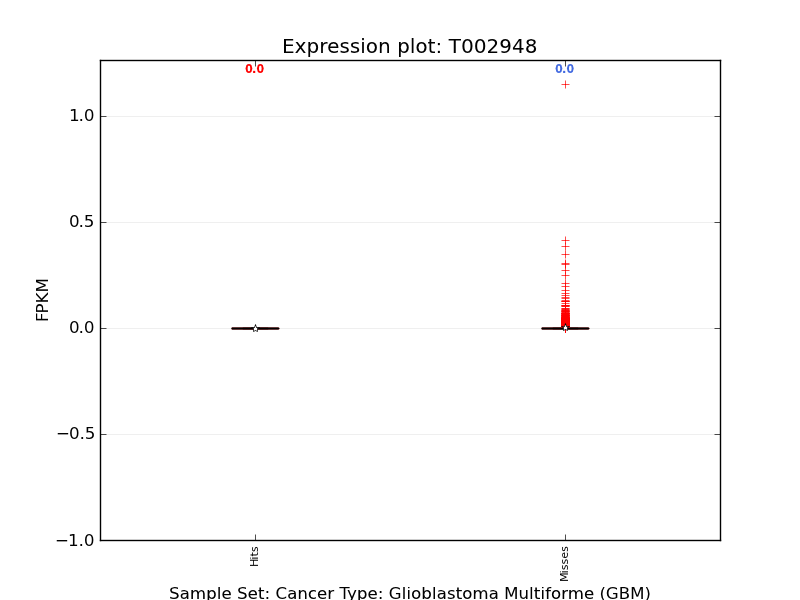 Expression plot: T002948
0.0
0.0
1.0
0.5
0.0
−0.5
−1.0
FPKM
Hits
Misses
Sample Set: Cancer Type: Glioblastoma Multiforme (GBM)